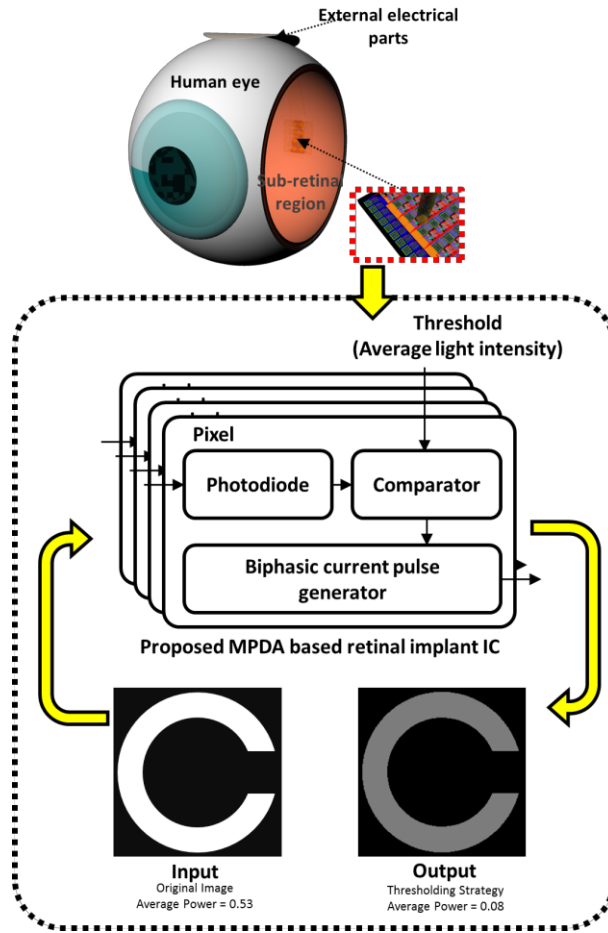 External electrical
parts
Human eye
Sub-retinal
region
Threshold
(Average light intensity)
Pixel
Photodiode
Comparator
Biphasic current pulse
generator
Proposed MPDA based retinal implant IC
Input
Original Image
Average Power = 0.53
Output
Thresholding Strategy
Average Power = 0.08